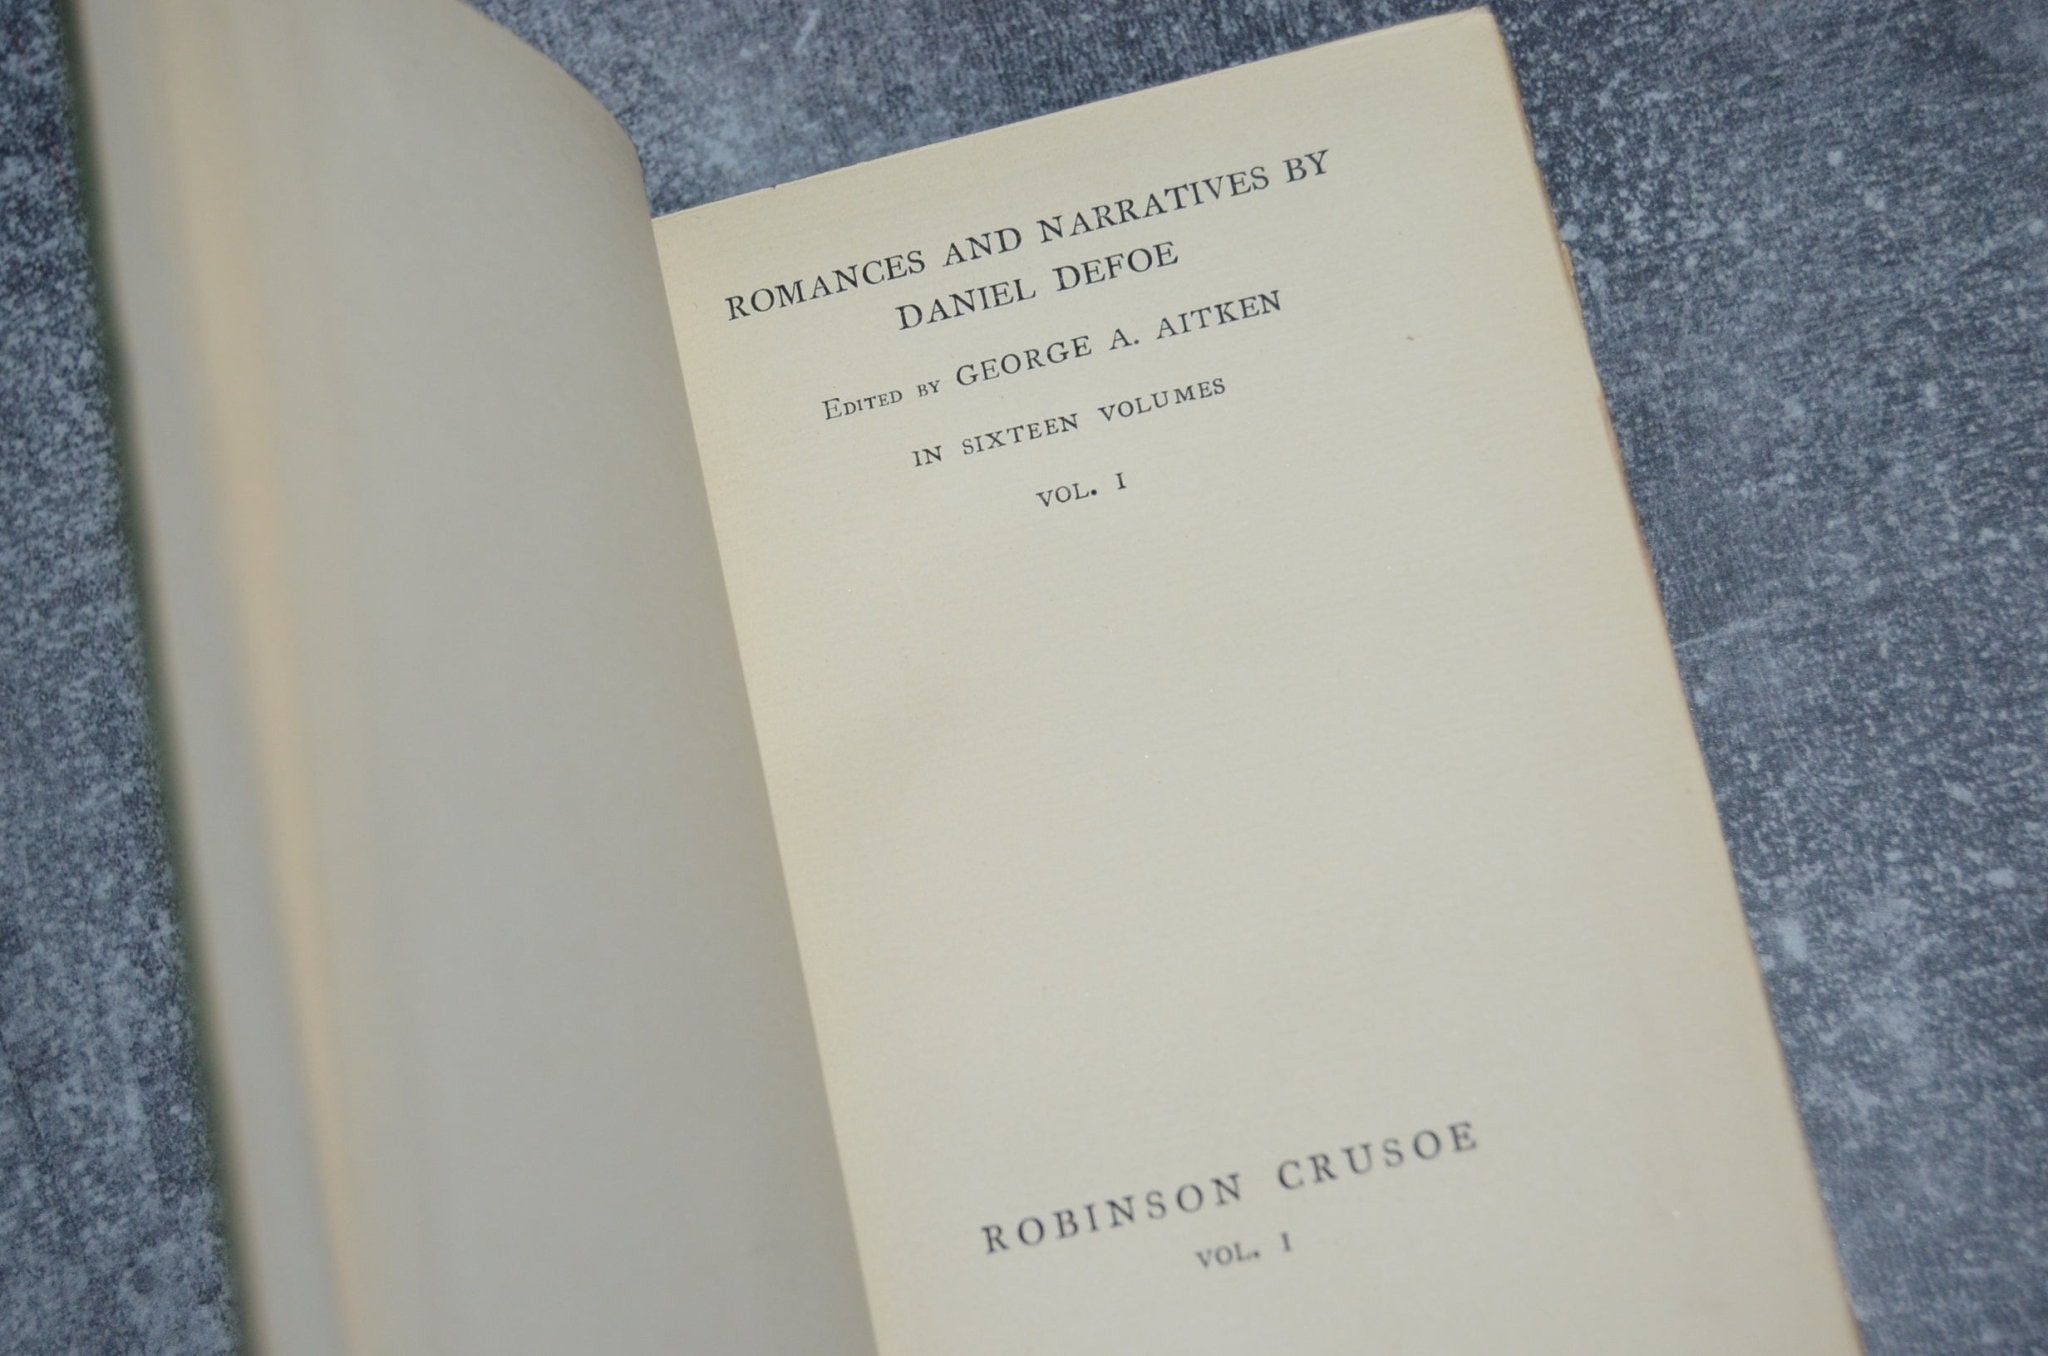 ROMANCES AND NARRATIVES BY
DANIEL DEFOE
EDITED BY GEORGE A. AITKEN
IN SIXTEEN VOLUMES
VOL. I
ROBINSON CRUSOE
VOL. I